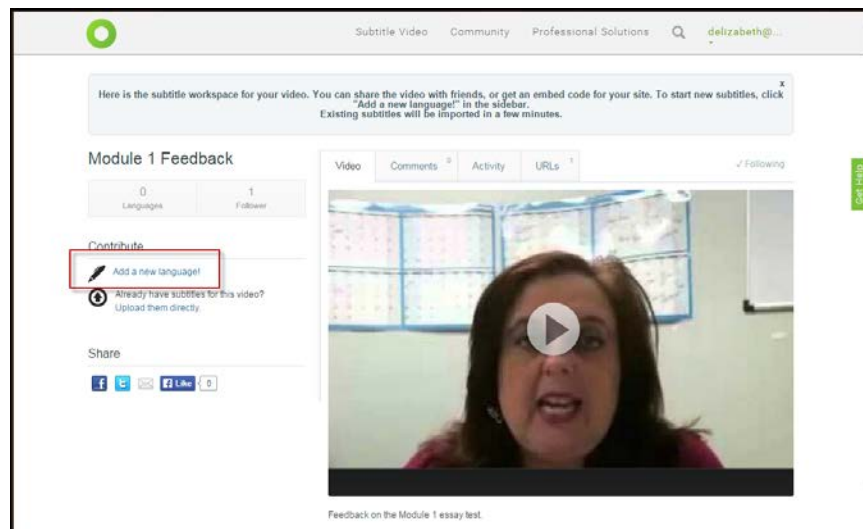 Subtitle Video Community Professional Solutions delizabeth@...
x
Here is the subtitle workspace for your video. You can share the video with friends, or get an embed code for your site. To start new subtitles, click
"Add a new language!" in the sidebar.
Existing subtitles will be imported in a few minutes.
Module 1 Feedback
0 1
Languages Follower
Video Comments 0 Activity URLs 1 ✓ Following
Get Help
Contribute
Add a new language!
Already have subtitles for this video?
Upload them directly.
Share
f t f Like 0
Feedback on the Module 1 essay test.